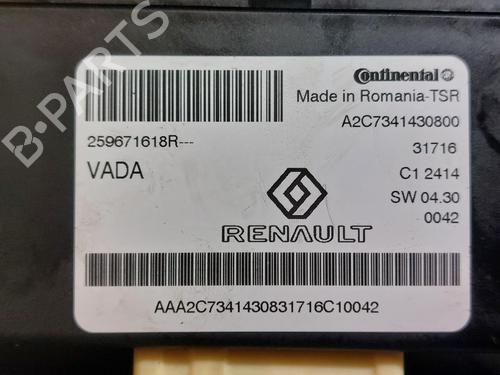 B-PARTS
Continental
Made in Romania-TSR
A2C7341430800
259671618R---
31716
VADA
C1 2414
SW 04.30
0042
RENAULT
AAA2C7341430831716C10042